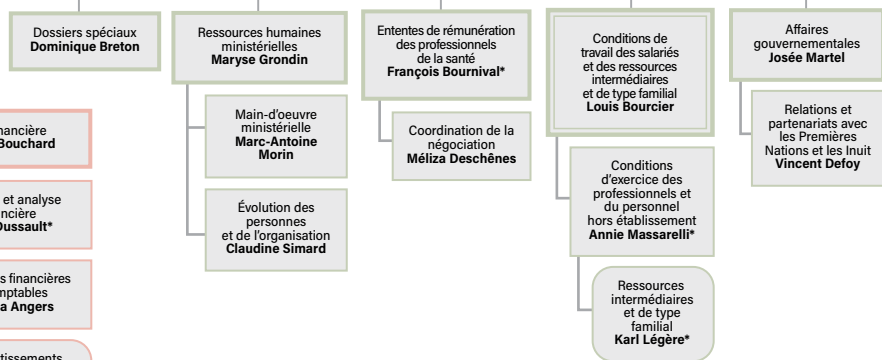 Dossiers spéciaux
Dominique Breton
Ressources humaines
ministérielles
Maryse Grondin
Main-d'oeuvre
ministérielle
Marc-Antoine
Morin
Évolution des
personnes
et de l'organisation
Claudine Simard
Ententes de rémunération
des professionnels
de la santé
François Bournival*
Coordination de la
négociation
Méliza Deschênes
Conditions de
travail des salariés
et des ressources
intermédiaires
et de type familial
Louis Bourcier
Conditions
d'exercice des
professionnels et
du personnel
hors établissement
Annie Massarelli*
Ressources
intermédiaires
et de type
familial
Karl Légère*
Affaires
gouvernementales
Josée Martel
Relations et
partenariats avec
les Premières
Nations et les Inuit
Vincent Defoy
Bouchard
et analyse
Dussault*
financières
Angers